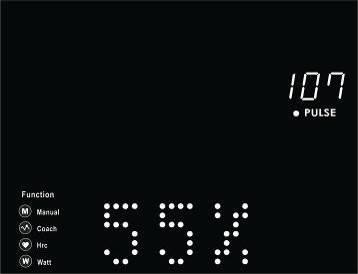 107
PULSE
Function
M Manual
Coach
Hrc
W Watt
55%